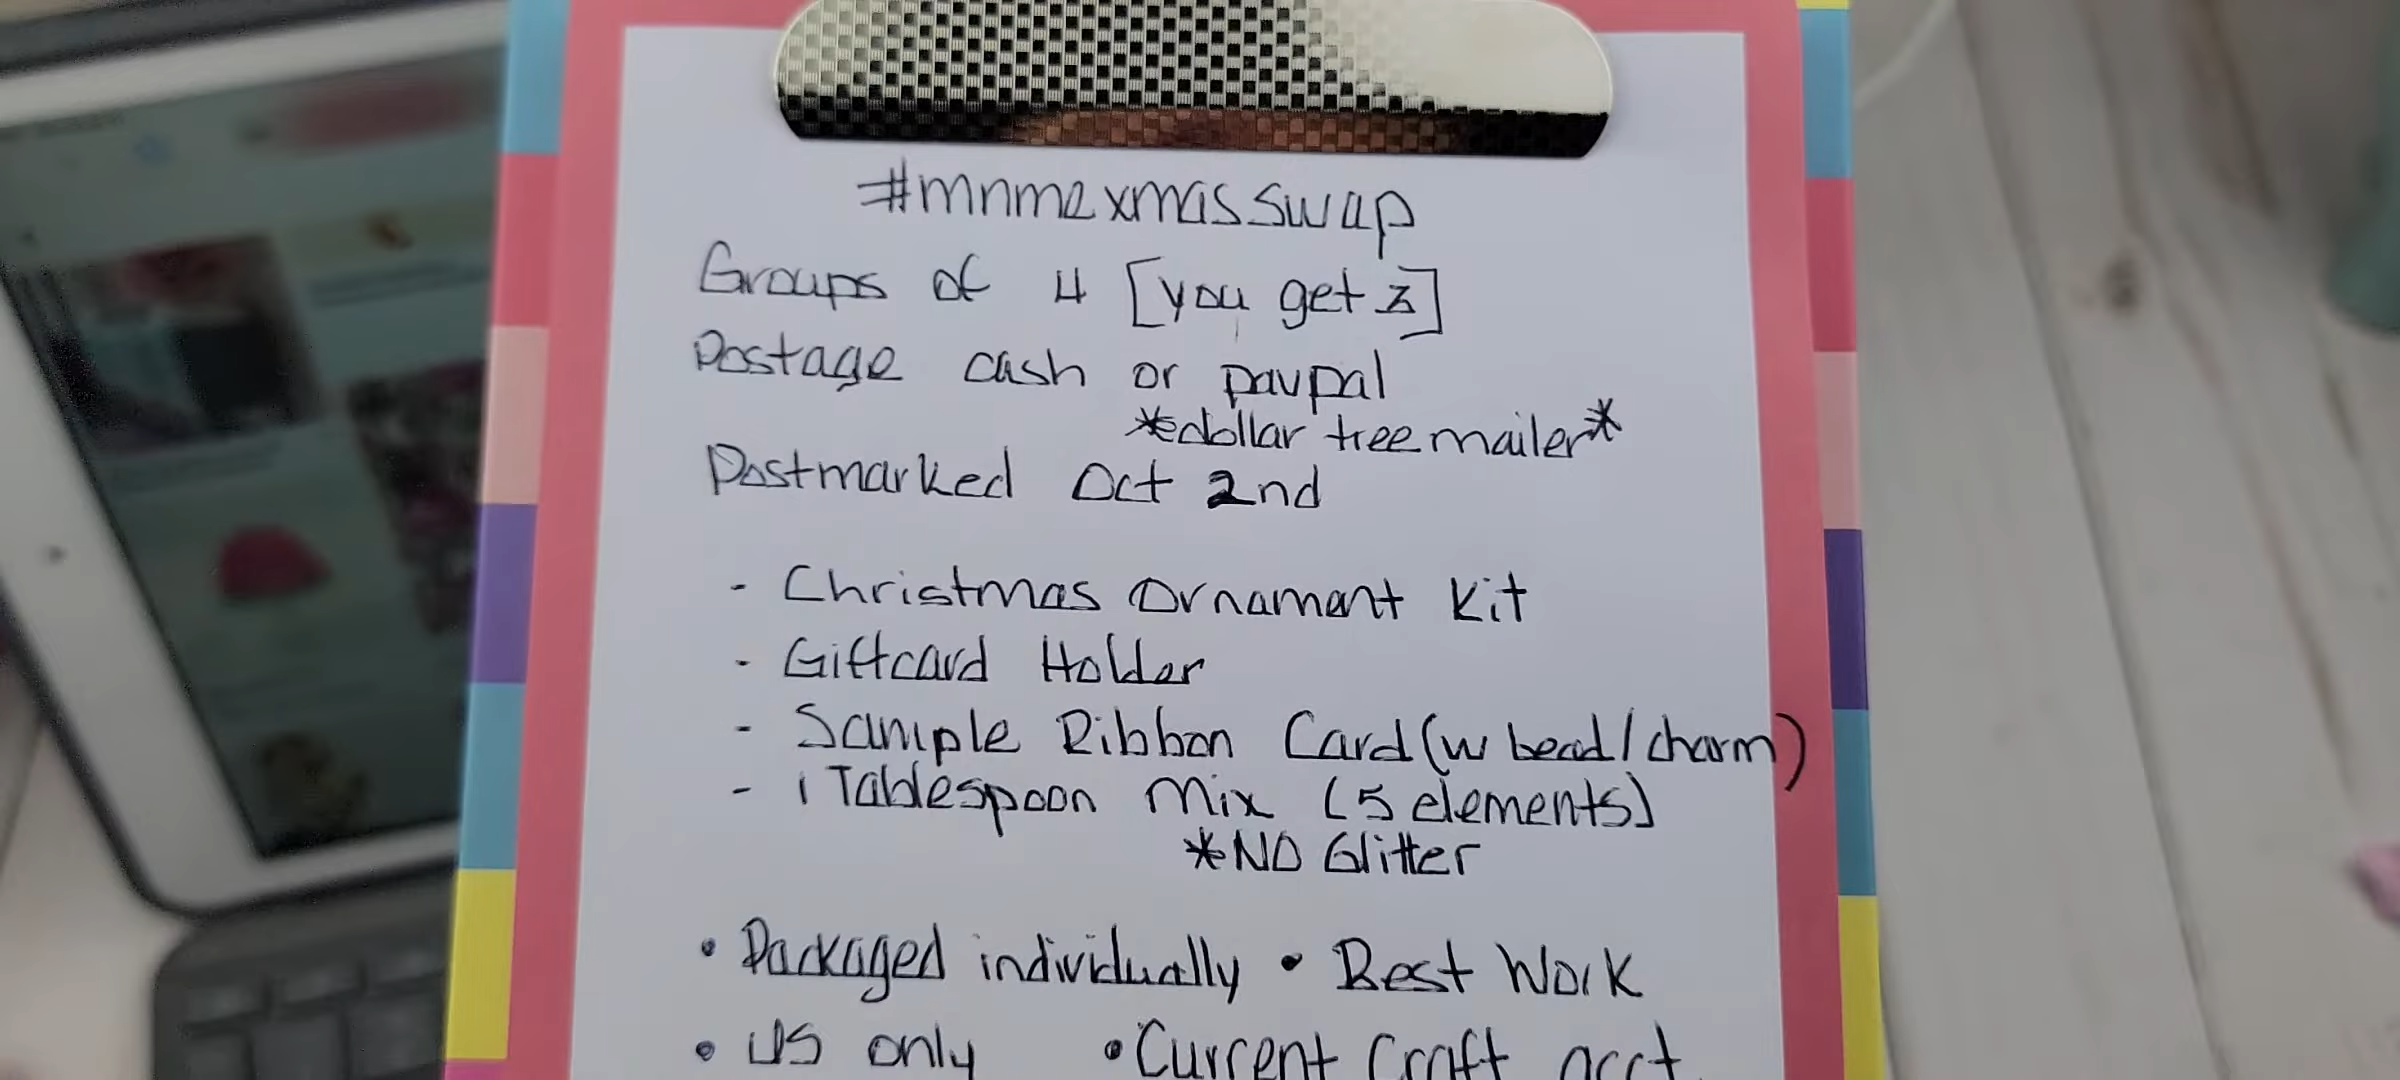 #mnmexmasswap
Groups of 4 [you get 3]
Postage cash or paypal
*dollar tree mailer*
Postmarked Oct 2nd
- Christmas Ornament Kit
- Giftcard Holder
- Sample Ribbon Card (w bead/charm)
- 1 Tablespoon Mix (5 elements)
*NO Glitter
• Packaged individually • Best Work
• US only • Current Craft acct.